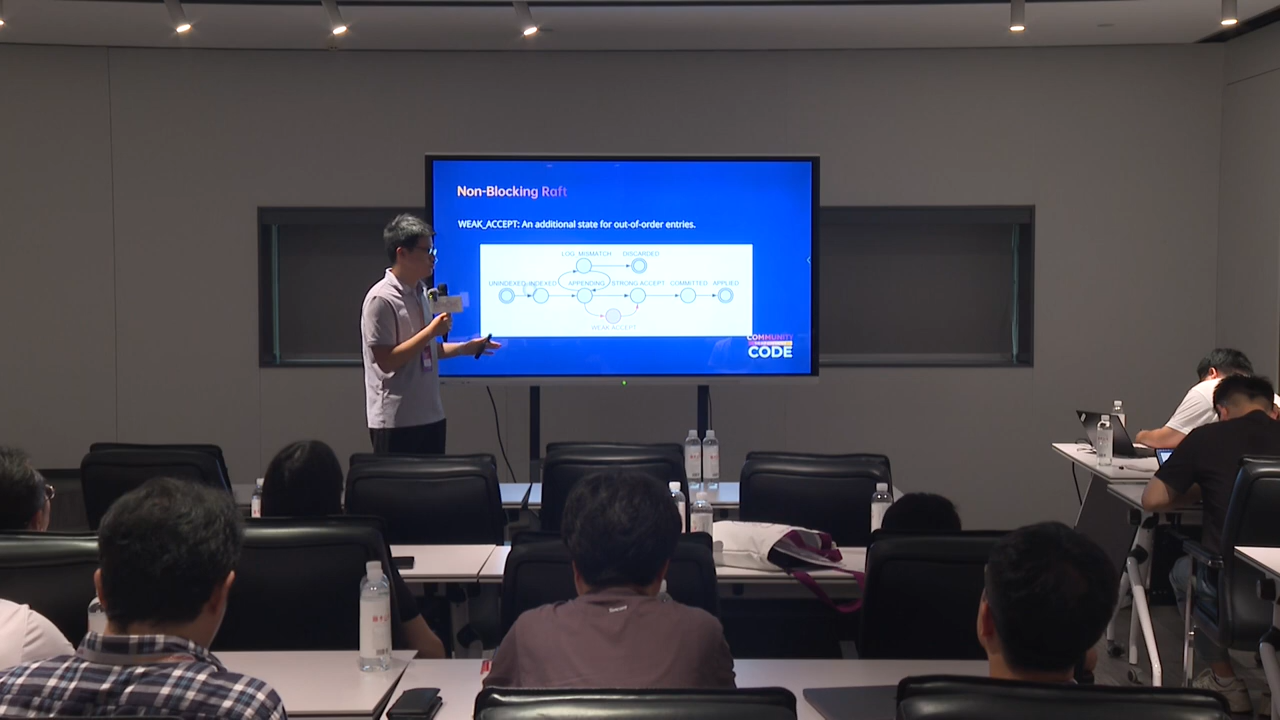 Non-Blocking Raft
WEAK_ACCEPT: An additional state for out-of-order entries.
LOG_MISMATCH DISCARDED
UNINDEXED INDEXED APPENDING STRONG ACCEPT COMMITTED APPLIED
WEAK ACCEPT
COMMUNITY
CODE